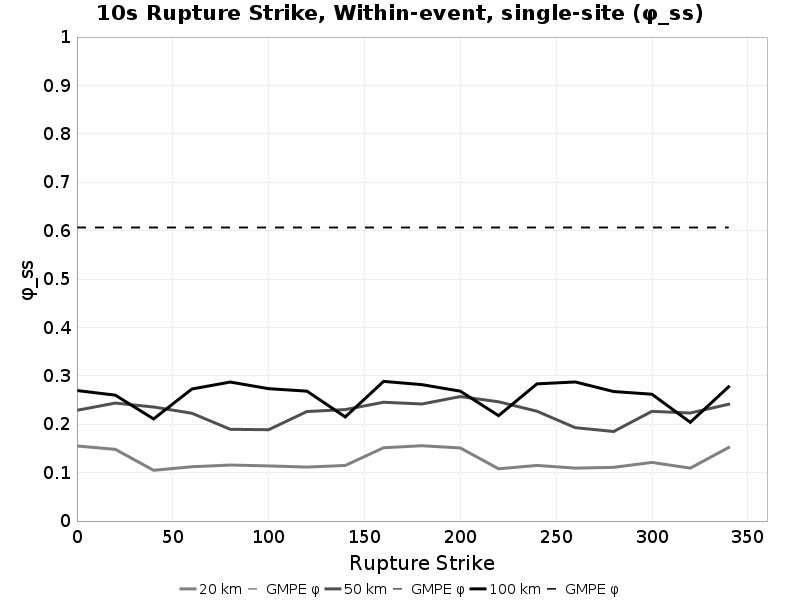 10s Rupture Strike, Within-event, single-site (φ_ss)
1
0.9
0.8
0.7
0.6
0.5
0.4
0.3
0.2
0.1
0
φ_ss
0 50 100 150 200 250 300 350
Rupture Strike
20 km GMPE φ 50 km GMPE φ 100 km GMPE φ